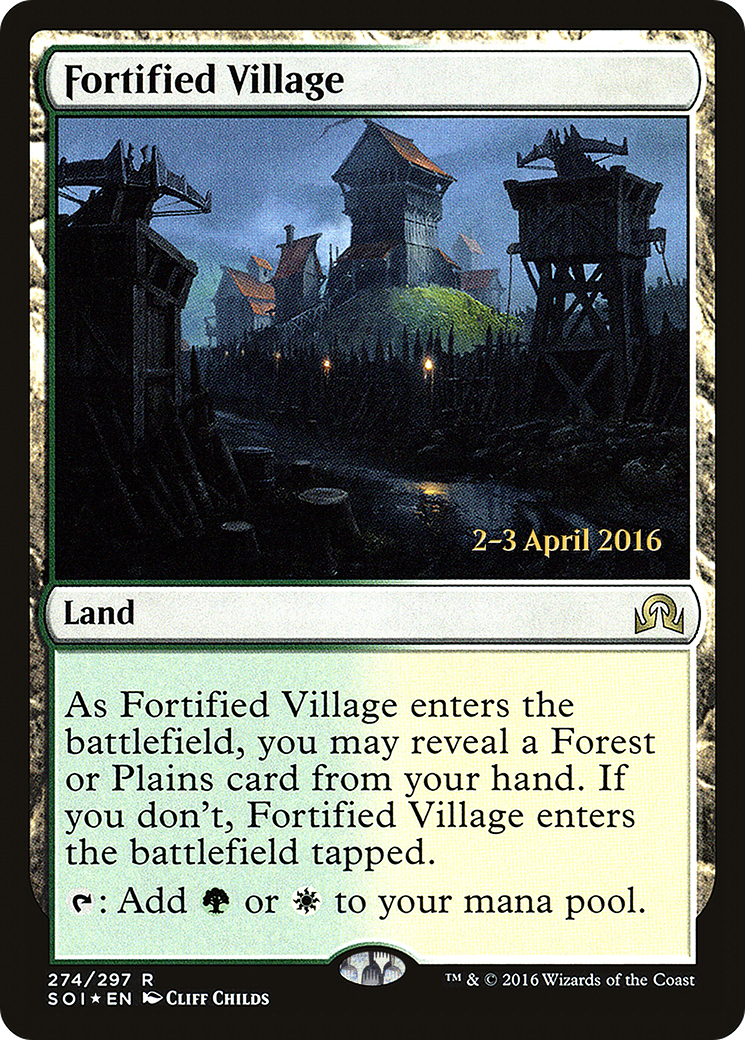 Fortified Village
2–3 April 2016
Land
As Fortified Village enters the
battlefield, you may reveal a Forest
or Plains card from your hand. If
you don't, Fortified Village enters
the battlefield tapped.
: Add or to your mana pool.
274/297 R
SOI★EN Cliff Childs
™ & © 2016 Wizards of the Coast